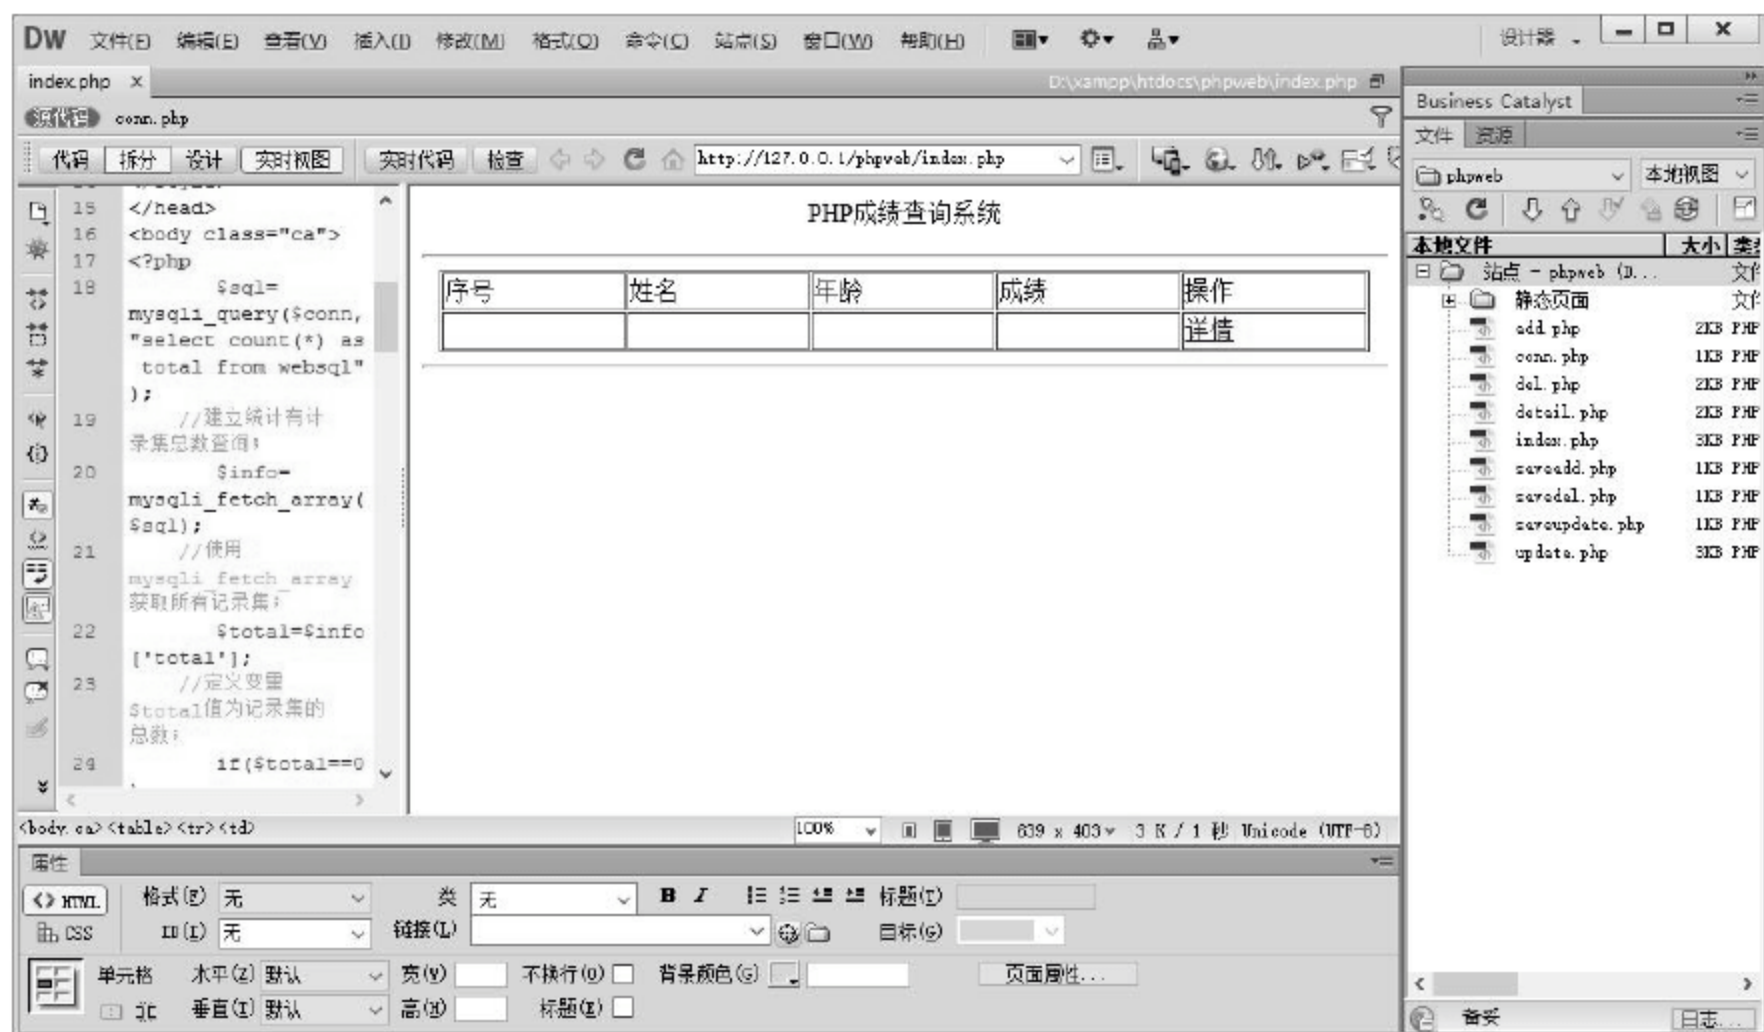 DW 文件(F) 编辑(E) 查看(V) 插入(I) 修改(M) 格式(O) 命令(C) 站点(S) 窗口(W) 帮助(H) 设计器
index.php × D:\xampp\htdocs\phpweb\index.php
源代码 conn.php
代码 拆分 设计 实时视图 实时代码 检查 http://127.0.0.1/phpweb/index.php
15 </head>
16 <body class="ca">
17 <?php
18 $sql=
mysqli_query($conn,
"select count(*) as
total from websql"
);
19 //建立统计有计
录集总数查询;
20 $info=
mysqli_fetch_array(
$sql);
21 //使用
mysqli_fetch_array
获取所有记录集;
22 $total=$info
['total'];
23 //定义变量
$total值为记录集的
总数;
24 if($total==0
PHP成绩查询系统
序号 姓名 年龄 成绩 操作
详情
<body.ca><table><tr><td>
100% 639 x 403 3 K / 1 秒 Unicode (UTF-8)
属性
<> HTML 格式(F) 无 类 无 B I 标题(T)
CSS ID(I) 无 链接(L) 目标(G)
单元格 水平(Z) 默认 宽(W) 不换行(O) 背景颜色(G) 页面属性...
垂直(T) 默认 高(H) 标题(E)
Business Catalyst
文件 资源
phpweb 本地视图
本地文件 大小
站点 - phpweb (D...
静态页面
add.php 2KB PHP
conn.php 1KB PHP
del.php 2KB PHP
detail.php 2KB PHP
index.php 3KB PHP
saveadd.php 1KB PHP
savedel.php 1KB PHP
saveupdate.php 1KB PHP
update.php 3KB PHP
备妥 日志...